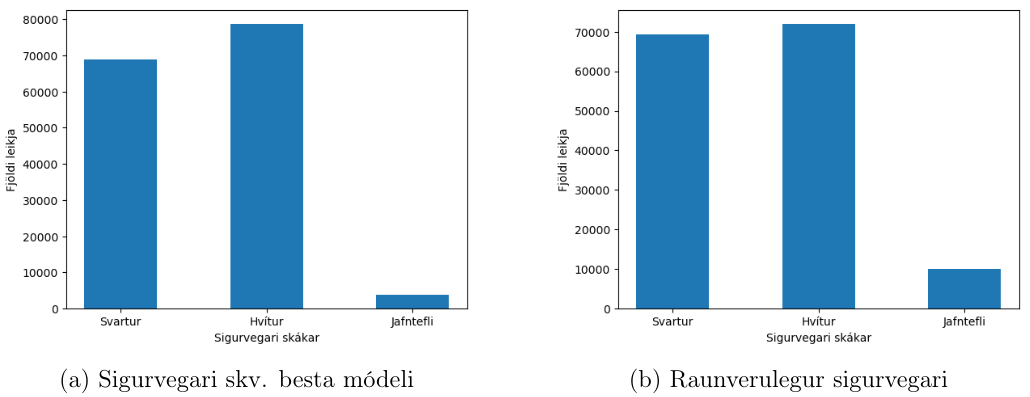 80000
70000
60000
50000
40000
30000
20000
10000
0
Fjöldi leikja
Svartur Hvítur Jafntefli
Sigurvegari skákar
(a) Sigurvegari skv. besta módeli
70000
60000
50000
40000
30000
20000
10000
0
Fjöldi leikja
Svartur Hvítur Jafntefli
Sigurvegari skákar
(b) Raunverulegur sigurvegari